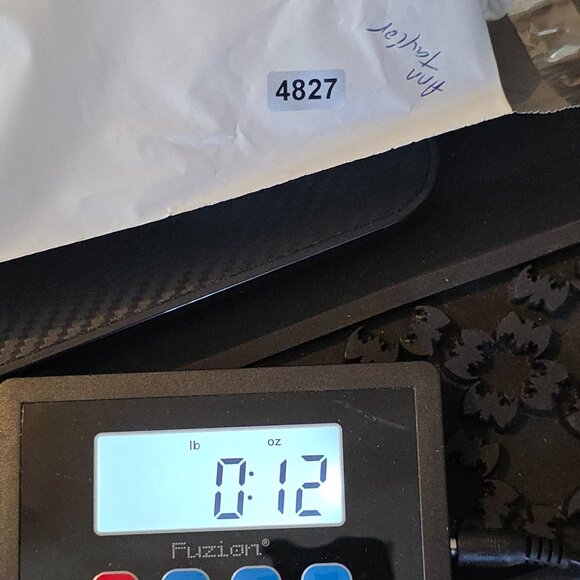 Ann
Taylor
4827
lb oz
0:12
Fuzion®